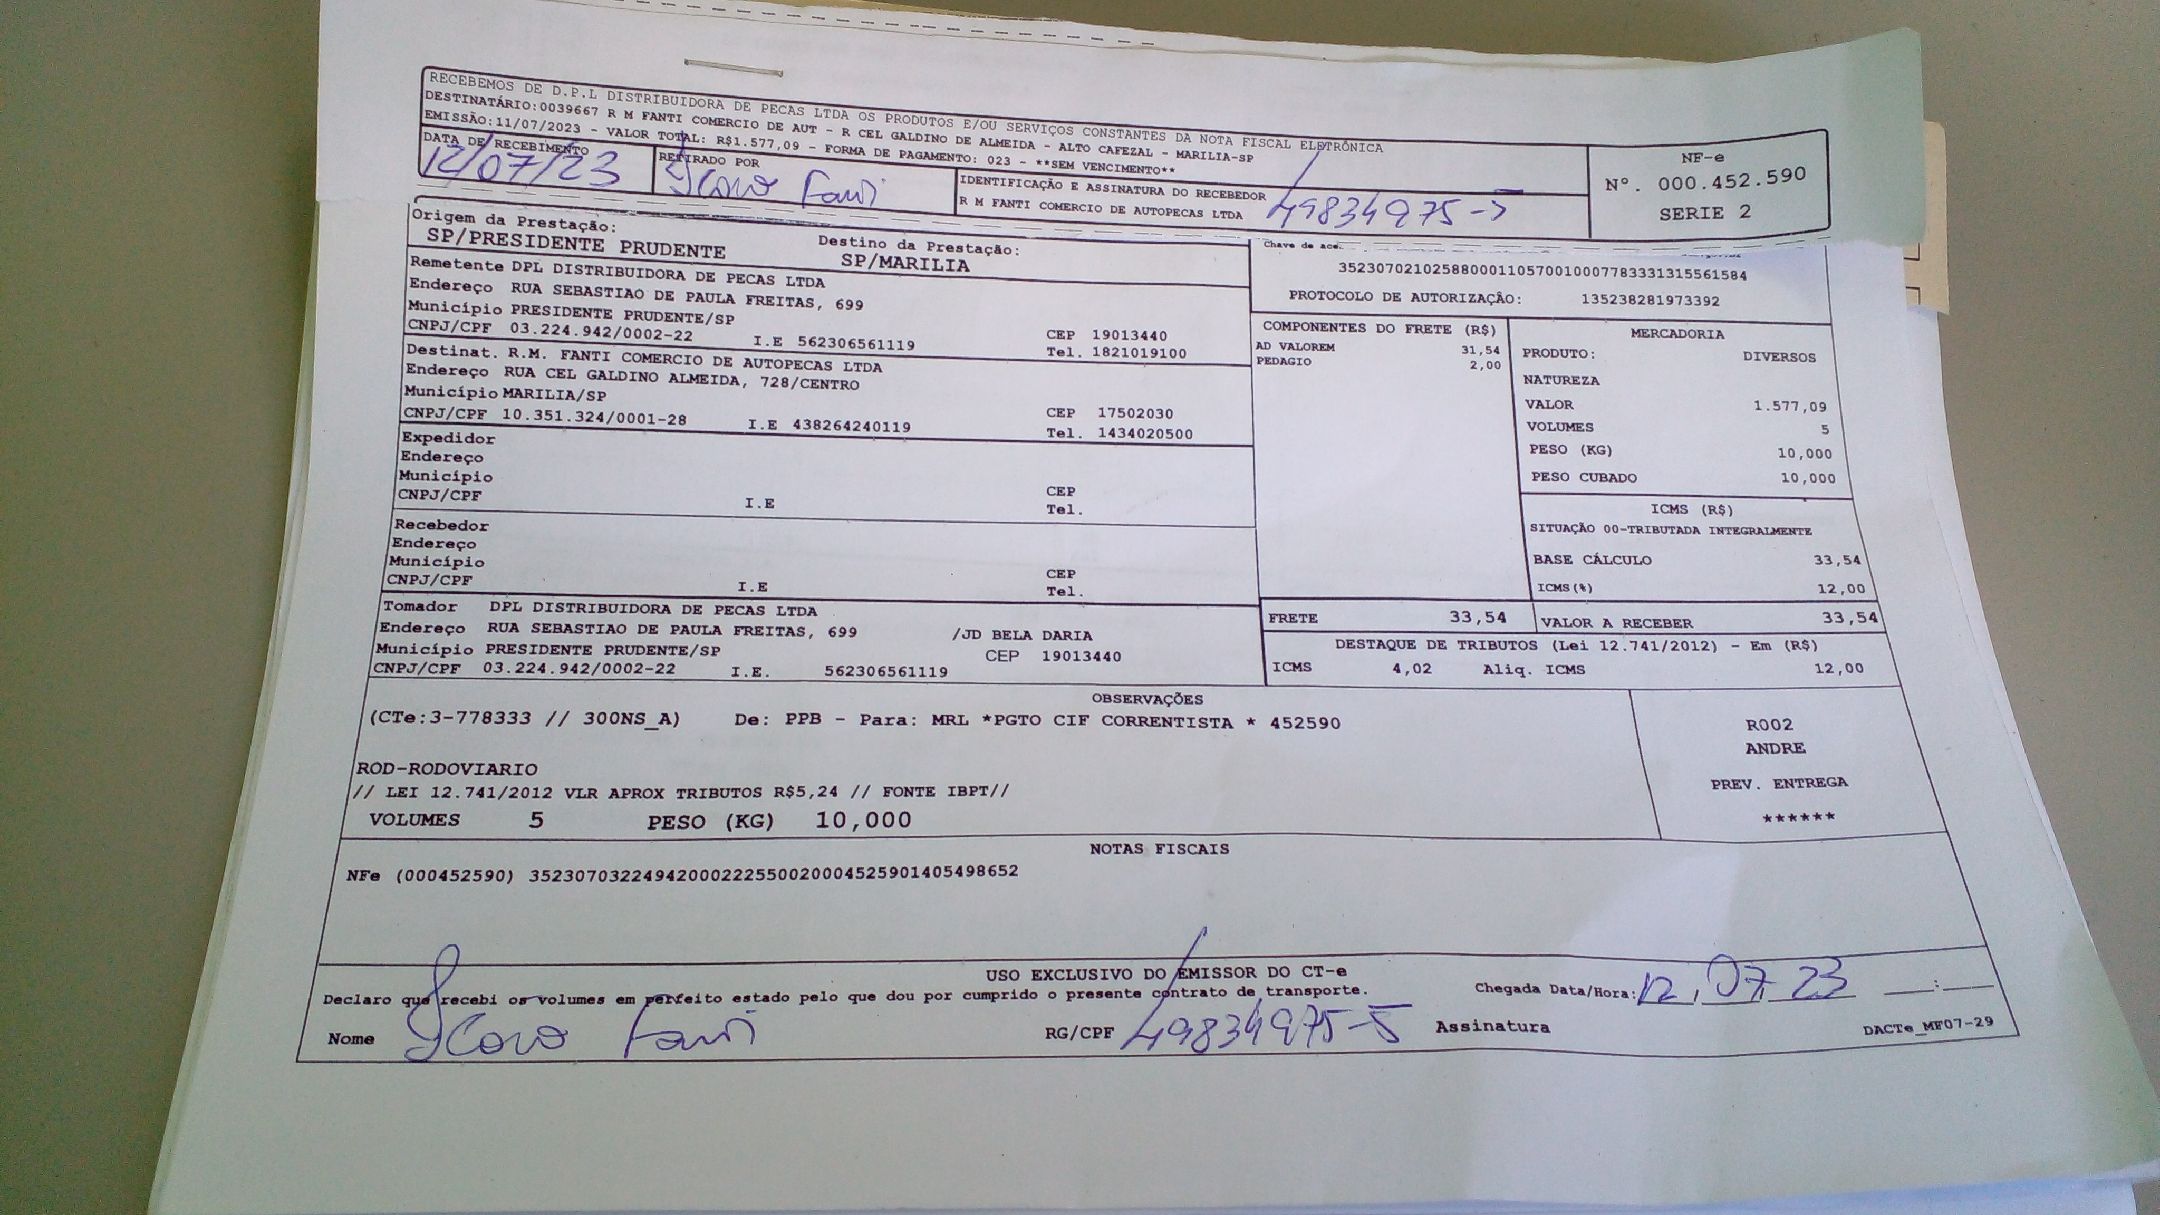 RECEBEMOS DE D.P.L DISTRIBUIDORA DE PECAS LTDA OS PRODUTOS E/OU SERVIÇOS CONSTANTES DA NOTA FISCAL ELETRÔNICA
DESTINATÁRIO:0039667 R M FANTI COMERCIO DE AUT - R CEL GALDINO DE ALMEIDA - ALTO CAFEZAL - MARILIA-SP
EMISSÃO:11/07/2023 - VALOR TOTAL: R$1.577,09 - FORMA DE PAGAMENTO: 023 - **SEM VENCIMENTO**
DATA DE RECEBIMENTO
12/07/23
RETIRADO POR
IDENTIFICAÇÃO E ASSINATURA DO RECEBEDOR
R M FANTI COMERCIO DE AUTOPECAS LTDA
49834975-5
NF-e
Nº. 000.452.590
SERIE 2
Origem da Prestação:
SP/PRESIDENTE PRUDENTE
Destino da Prestação:
SP/MARILIA
Chave de
35230702102588000110570010007783331315561584
PROTOCOLO DE AUTORIZAÇÃO: 135238281973392
Remetente DPL DISTRIBUIDORA DE PECAS LTDA
Endereço RUA SEBASTIAO DE PAULA FREITAS, 699
Município PRESIDENTE PRUDENTE/SP CEP 19013440
CNPJ/CPF 03.224.942/0002-22 I.E 562306561119 Tel. 1821019100
Destinat. R.M. FANTI COMERCIO DE AUTOPECAS LTDA
Endereço RUA CEL GALDINO ALMEIDA, 728/CENTRO
Município MARILIA/SP CEP 17502030
CNPJ/CPF 10.351.324/0001-28 I.E 438264240119 Tel. 1434020500
Expedidor
Endereço
Município CEP
CNPJ/CPF I.E Tel.
Recebedor
Endereço
Município CEP
CNPJ/CPF I.E Tel.
Tomador DPL DISTRIBUIDORA DE PECAS LTDA
Endereço RUA SEBASTIAO DE PAULA FREITAS, 699 /JD BELA DARIA
Município PRESIDENTE PRUDENTE/SP CEP 19013440
CNPJ/CPF 03.224.942/0002-22 I.E. 562306561119
COMPONENTES DO FRETE (R$)
AD VALOREM 31,54
PEDAGIO 2,00
MERCADORIA
PRODUTO: DIVERSOS
NATUREZA
VALOR 1.577,09
VOLUMES 5
PESO (KG) 10,000
PESO CUBADO 10,000
ICMS (R$)
SITUAÇÃO 00-TRIBUTADA INTEGRALMENTE
BASE CÁLCULO 33,54
ICMS(%) 12,00
FRETE 33,54 VALOR A RECEBER 33,54
DESTAQUE DE TRIBUTOS (Lei 12.741/2012) - Em (R$)
ICMS 4,02 Aliq. ICMS 12,00
OBSERVAÇÕES
(CTe:3-778333 // 300NS_A) De: PPB - Para: MRL *PGTO CIF CORRENTISTA * 452590
ROD-RODOVIARIO
// LEI 12.741/2012 VLR APROX TRIBUTOS R$5,24 // FONTE IBPT//
VOLUMES 5 PESO (KG) 10,000
R002
ANDRE
PREV. ENTREGA
******
NOTAS FISCAIS
NFe (000452590) 35230703224942000222550020004525901405498652
USO EXCLUSIVO DO EMISSOR DO CT-e
Declaro que recebi os volumes em perfeito estado pelo que dou por cumprido o presente contrato de transporte.
Chegada Data/Hora: 12 07 23 __:__
Nome
RG/CPF 49834975-5 Assinatura
DACTe_MF07-29